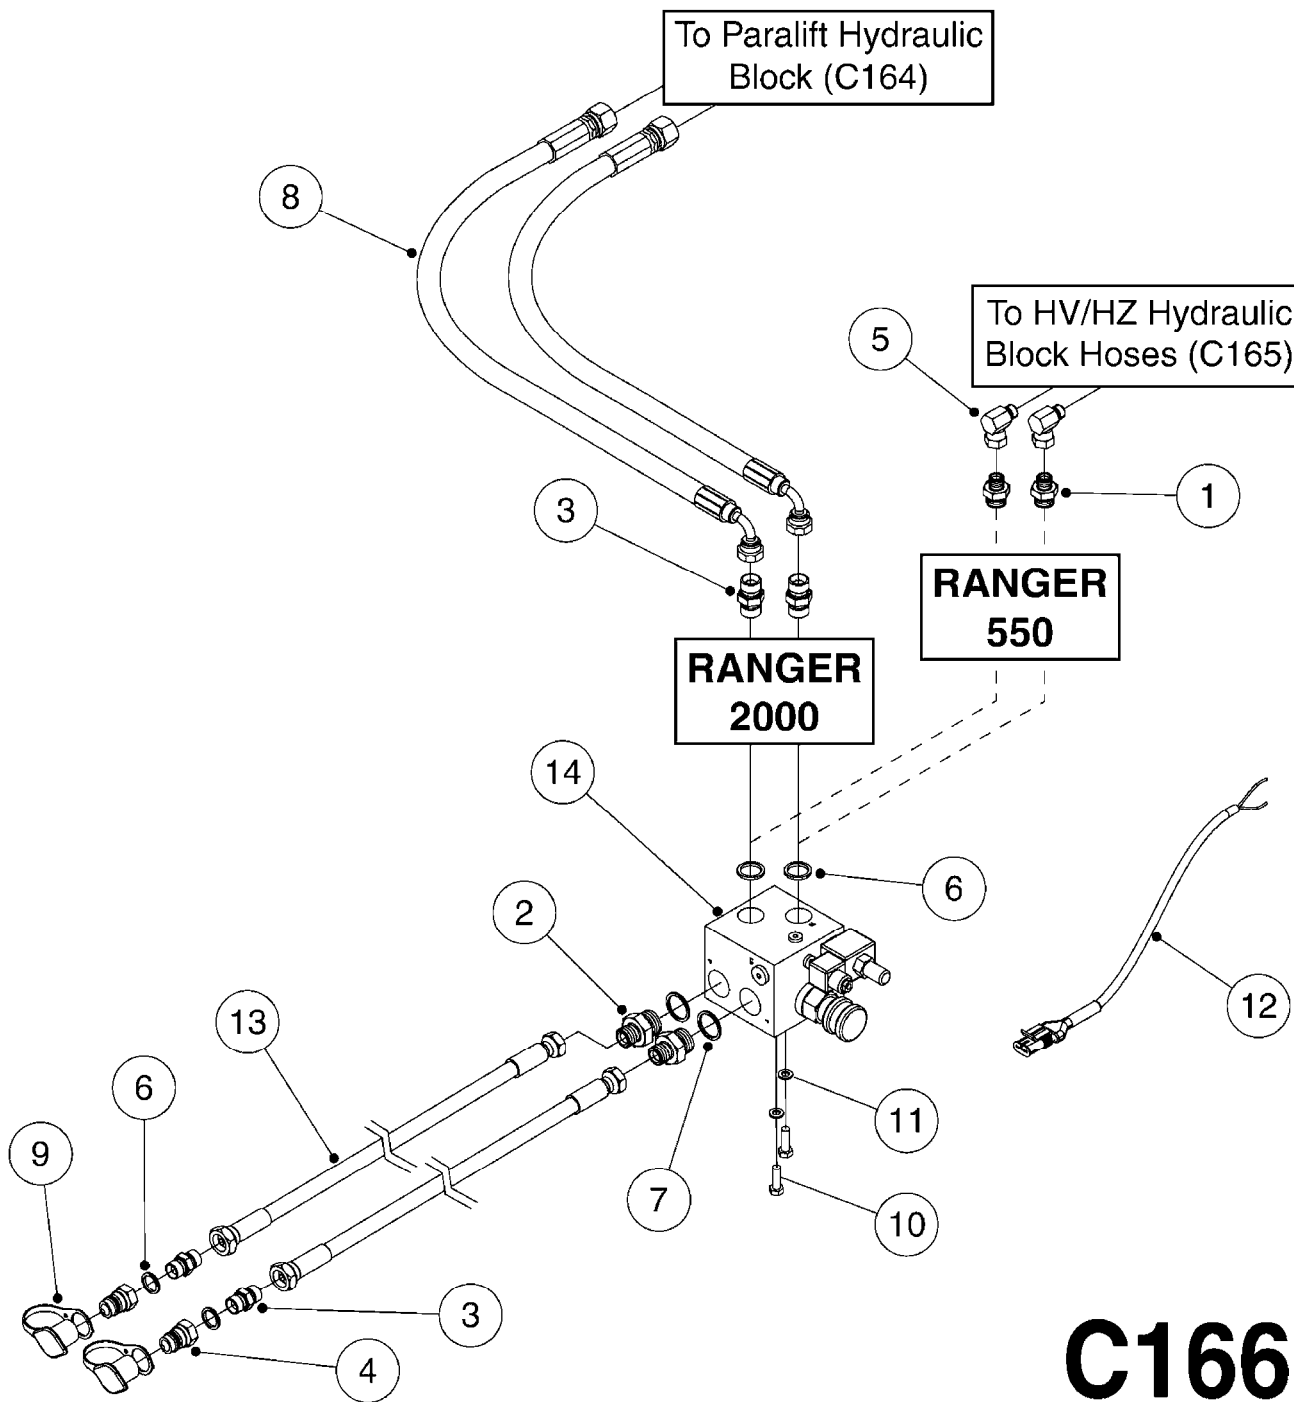 To Paralift Hydraulic
Block (C164)
8
To HV/HZ Hydraulic
Block Hoses (C165)
5
3
1
RANGER
550
RANGER
2000
14
6
2
12
13
6
11
9
7
10
3
4
C166